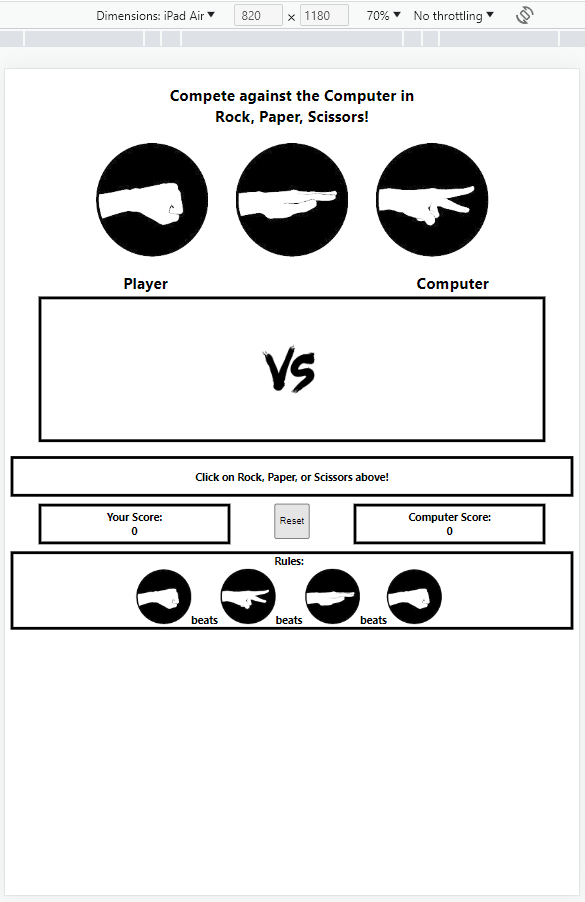 Dimensions: iPad Air ▼ 820 × 1180 70% ▼ No throttling ▼
Compete against the Computer in
Rock, Paper, Scissors!
Player Computer
VS
Click on Rock, Paper, or Scissors above!
Your Score: Reset Computer Score:
0 0
Rules:
beats beats beats